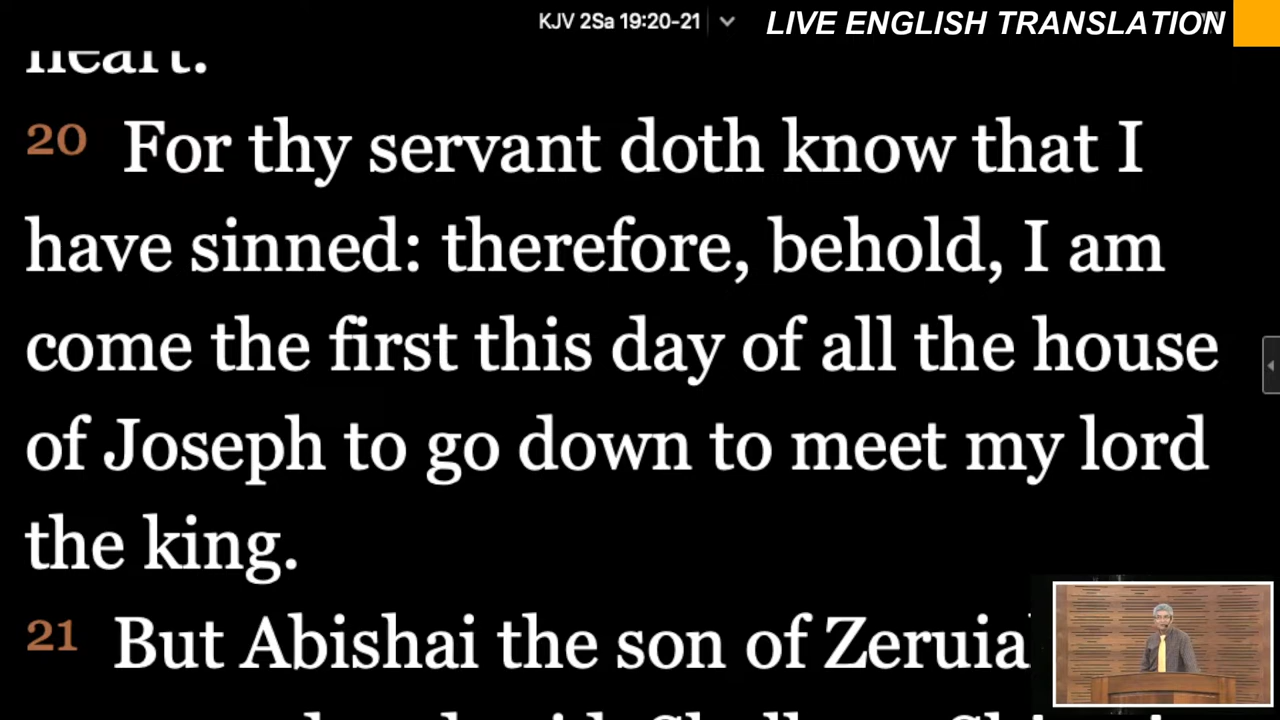 KJV 2Sa 19:20-21
LIVE ENGLISH TRANSLATION
heart.
20 For thy servant doth know that I
have sinned: therefore, behold, I am
come the first this day of all the house
of Joseph to go down to meet my lord
the king.
21 But Abishai the son of